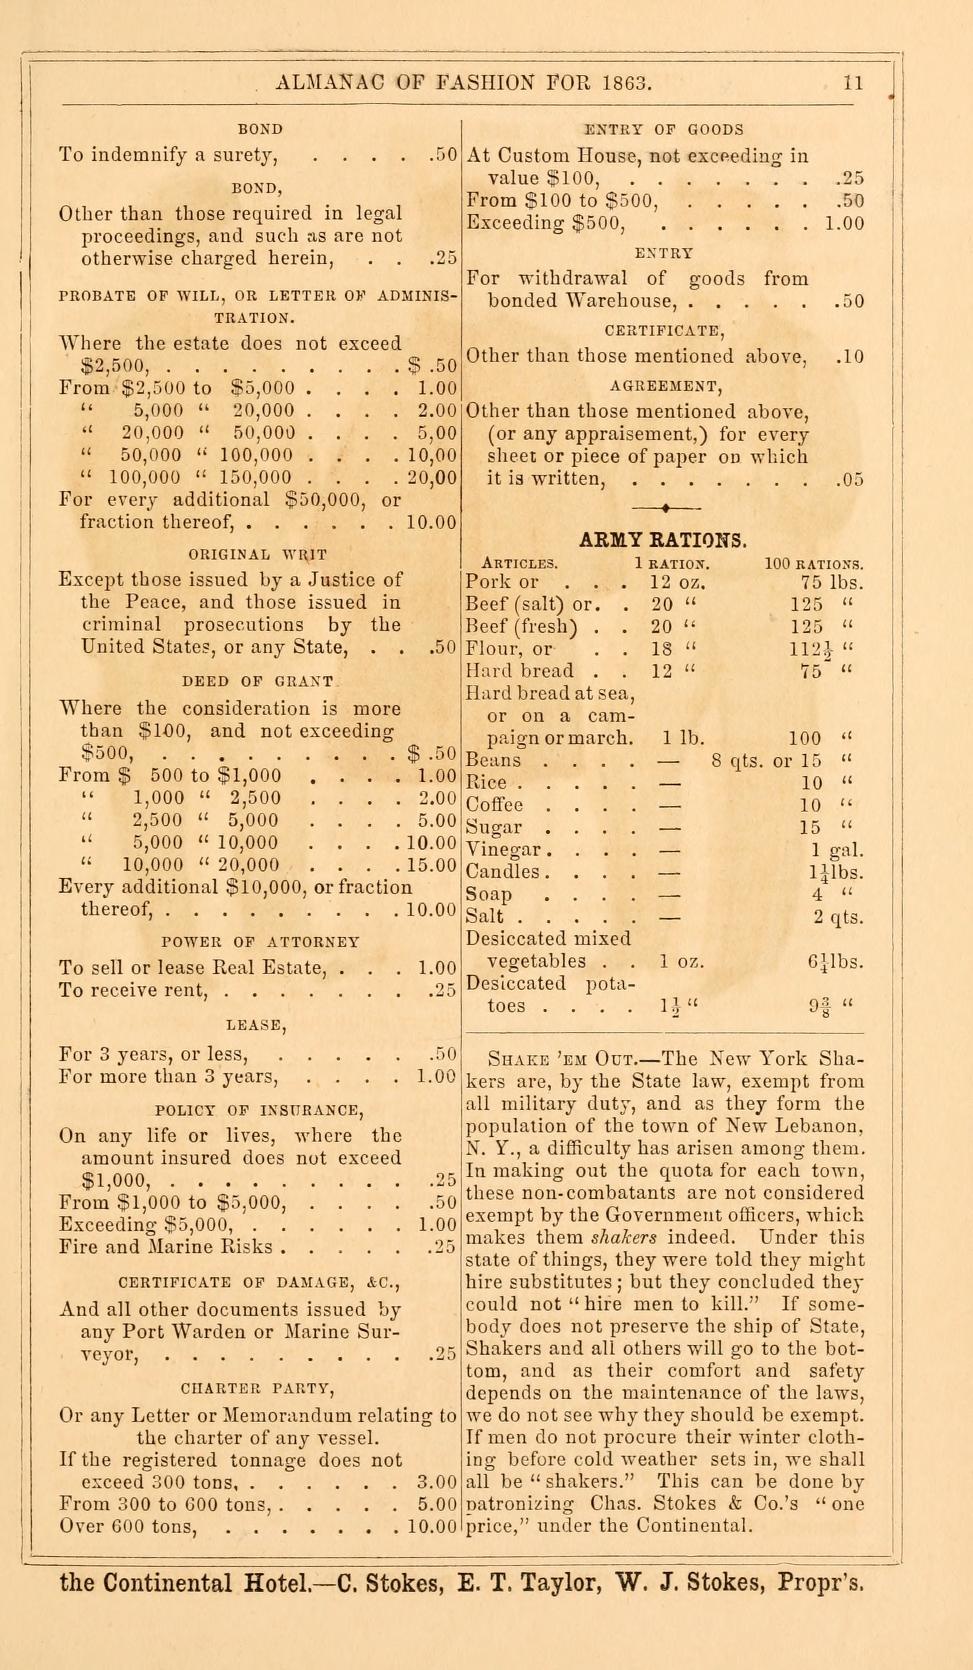 ALMANAC OF FASHION FOR 1863. 11
BOND
To indemnify a surety, . . . . .50
BOND,
Other than those required in legal
proceedings, and such as are not
otherwise charged herein, . . .25
PROBATE OF WILL, OR LETTER OF ADMINIS-
TRATION.
Where the estate does not exceed
$2,500, . . . . . . . . . $ .50
From $2,500 to $5,000 . . . . 1.00
“ 5,000 “ 20,000 . . . . 2.00
“ 20,000 “ 50,000 . . . . 5,00
“ 50,000 “ 100,000 . . . . 10,00
“ 100,000 “ 150,000 . . . . 20,00
For every additional $50,000, or
fraction thereof, . . . . . . 10.00
ORIGINAL WRIT
Except those issued by a Justice of
the Peace, and those issued in
criminal prosecutions by the
United States, or any State, . . .50
DEED OF GRANT
Where the consideration is more
than $100, and not exceeding
$500, . . . . . . . . . $ .50
From $ 500 to $1,000 . . . . 1.00
“ 1,000 “ 2,500 . . . . 2.00
“ 2,500 “ 5,000 . . . . 5.00
“ 5,000 “ 10,000 . . . . 10.00
“ 10,000 “ 20,000 . . . . 15.00
Every additional $10,000, or fraction
thereof, . . . . . . . . . 10.00
POWER OF ATTORNEY
To sell or lease Real Estate, . . . 1.00
To receive rent, . . . . . . . .25
LEASE,
For 3 years, or less, . . . . . .50
For more than 3 years, . . . . 1.00
POLICY OF INSURANCE,
On any life or lives, where the
amount insured does not exceed
$1,000, . . . . . . . . . .25
From $1,000 to $5,000, . . . . .50
Exceeding $5,000, . . . . . . 1.00
Fire and Marine Risks . . . . . .25
CERTIFICATE OF DAMAGE, &C.,
And all other documents issued by
any Port Warden or Marine Sur-
veyor, . . . . . . . . . .25
CHARTER PARTY,
Or any Letter or Memorandum relating to
the charter of any vessel.
If the registered tonnage does not
exceed 300 tons, . . . . . . 3.00
From 300 to 600 tons, . . . . . 5.00
Over 600 tons, . . . . . . . 10.00
ENTRY OF GOODS
At Custom House, not exceeding in
value $100, . . . . . . . .25
From $100 to $500, . . . . . .50
Exceeding $500, . . . . . . 1.00
ENTRY
For withdrawal of goods from
bonded Warehouse, . . . . . .50
CERTIFICATE,
Other than those mentioned above, .10
AGREEMENT,
Other than those mentioned above,
(or any appraisement,) for every
sheet or piece of paper on which
it is written, . . . . . . . .05
ARMY RATIONS.
ARTICLES. 1 RATION. 100 RATIONS.
Pork or . . . 12 oz. 75 lbs.
Beef (salt) or. . 20 “ 125 “
Beef (fresh) . . 20 “ 125 “
Flour, or . . 18 “ 112½ “
Hard bread . . 12 “ 75 “
Hard bread at sea,
or on a cam-
paign or march. 1 lb. 100 “
Beans . . . . — 8 qts. or 15 “
Rice . . . . . — 10 “
Coffee . . . . — 10 “
Sugar . . . . — 15 “
Vinegar . . . . — 1 gal.
Candles . . . . — 1¼ lbs.
Soap . . . . — 4 “
Salt . . . . . — 2 qts.
Desiccated mixed
vegetables . . 1 oz. 6¼ lbs.
Desiccated pota-
toes . . . . 1½ “ 9⅜ “
SHAKE 'EM OUT.—The New York Sha-
kers are, by the State law, exempt from
all military duty, and as they form the
population of the town of New Lebanon,
N. Y., a difficulty has arisen among them.
In making out the quota for each town,
these non-combatants are not considered
exempt by the Government officers, which
makes them shakers indeed. Under this
state of things, they were told they might
hire substitutes; but they concluded they
could not “hire men to kill.” If some-
body does not preserve the ship of State,
Shakers and all others will go to the bot-
tom, and as their comfort and safety
depends on the maintenance of the laws,
we do not see why they should be exempt.
If men do not procure their winter cloth-
ing before cold weather sets in, we shall
all be “shakers.” This can be done by
patronizing Chas. Stokes & Co.'s “one
price,” under the Continental.
the Continental Hotel.—C. Stokes, E. T. Taylor, W. J. Stokes, Propr's.